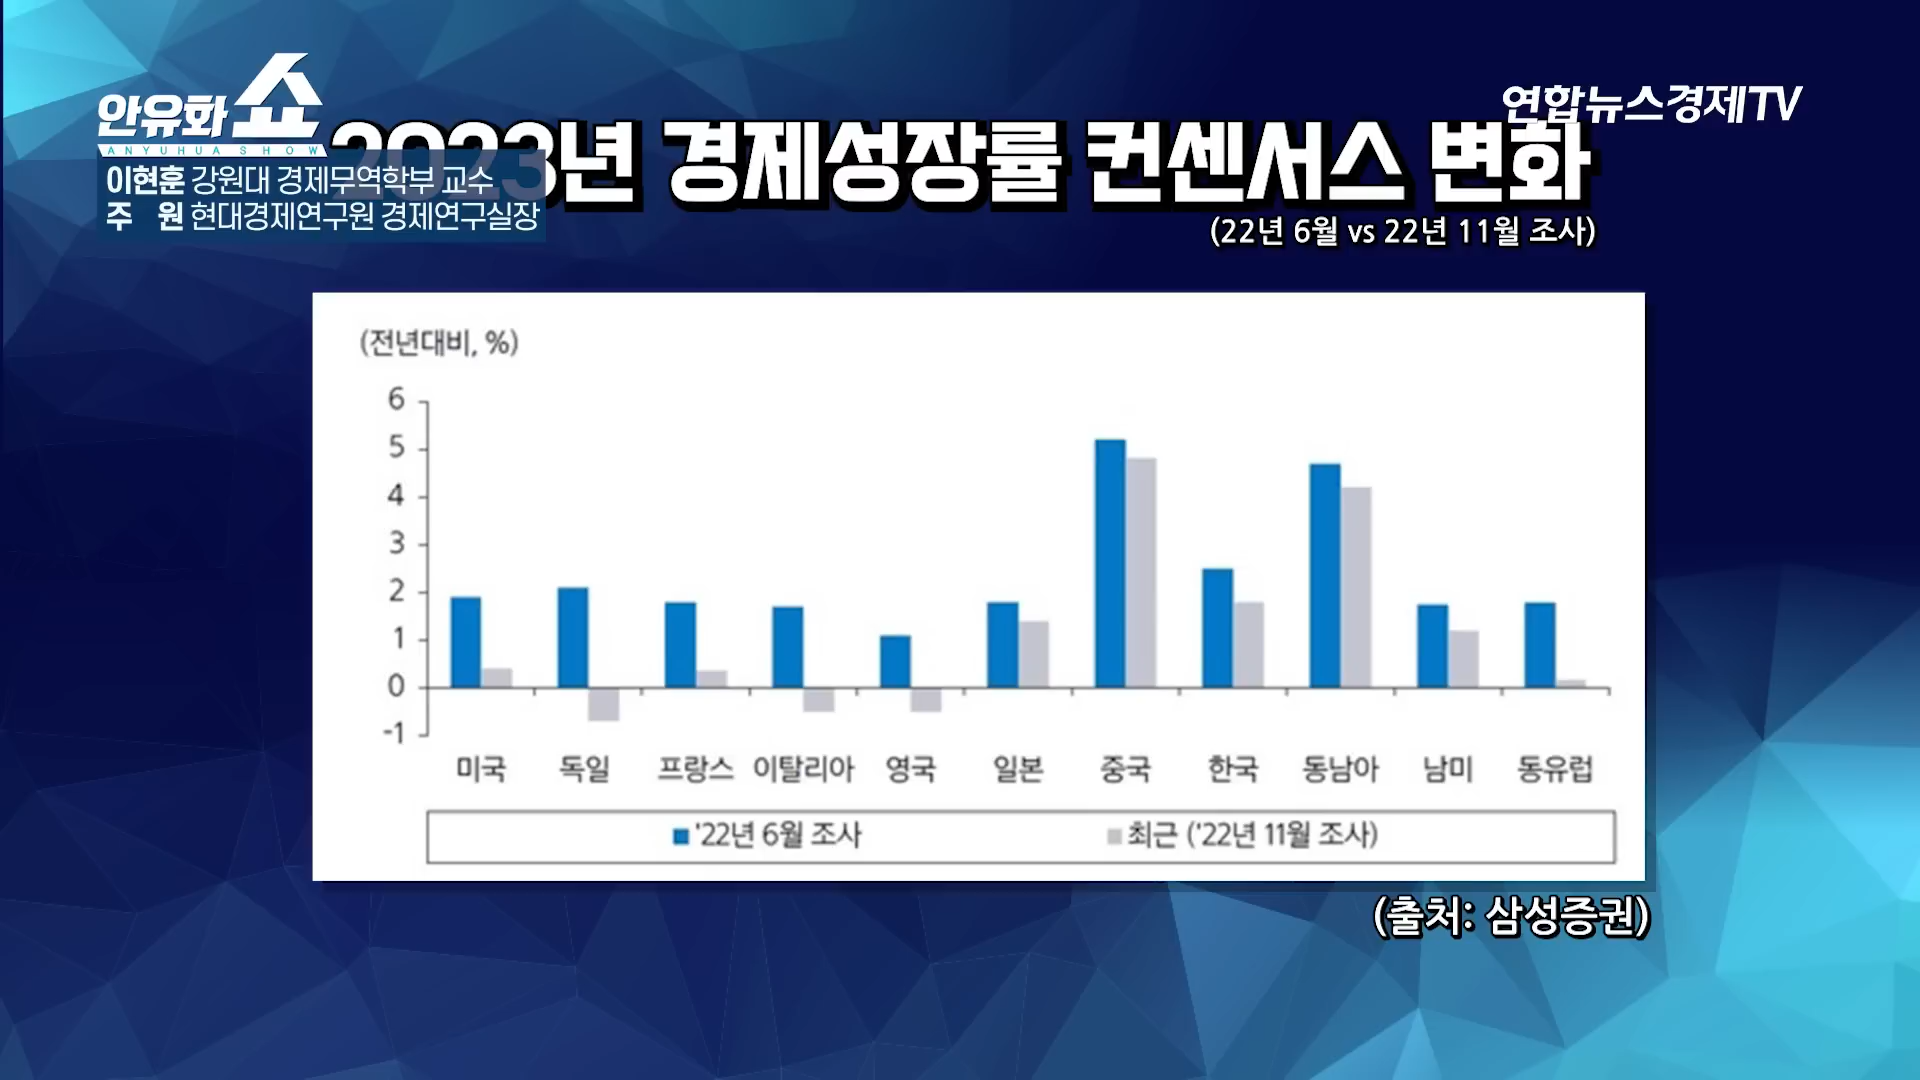 안유화쇼
ANYUHUA SHOW
연합뉴스경제TV
2023년 경제성장률 컨센서스 변화
이현훈 강원대 경제무역학부 교수
주 원 현대경제연구원 경제연구실장
(22년 6월 vs 22년 11월 조사)
(전년대비, %)
6
5
4
3
2
1
0
-1
미국 독일 프랑스 이탈리아 영국 일본 중국 한국 동남아 남미 동유럽
'22년 6월 조사 최근 ('22년 11월 조사)
(출처: 삼성증권)